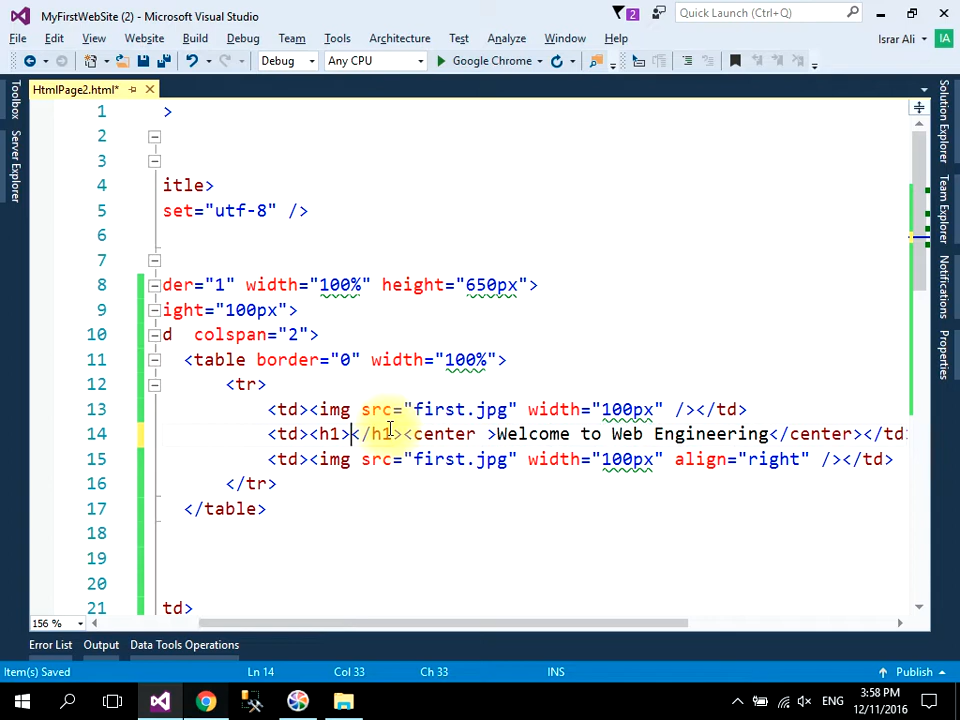 MyFirstWebSite (2) - Microsoft Visual Studio
2
Quick Launch (Ctrl+Q)
File Edit View Website Build Debug Team Tools Architecture Test Analyze Window Help
Israr Ali IA
Debug Any CPU Google Chrome
HtmlPage2.html*
Toolbox
Server Explorer
Solution Explorer
Team Explorer
Notifications
Properties
1 >
2
3
4 itle>
5 set="utf-8" />
6
7
8 der="1" width="100%" height="650px">
9 ight="100px">
10 d colspan="2">
11 <table border="0" width="100%">
12 <tr>
13 <td><img src="first.jpg" width="100px" /></td>
14 <td><h1></h1><center >Welcome to Web Engineering</center></td>
15 <td><img src="first.jpg" width="100px" align="right" /></td>
16 </tr>
17 </table>
18
19
20
21 td>
156 %
Error List Output Data Tools Operations
Item(s) Saved Ln 14 Col 33 Ch 33 INS Publish
ENG
3:58 PM
12/11/2016